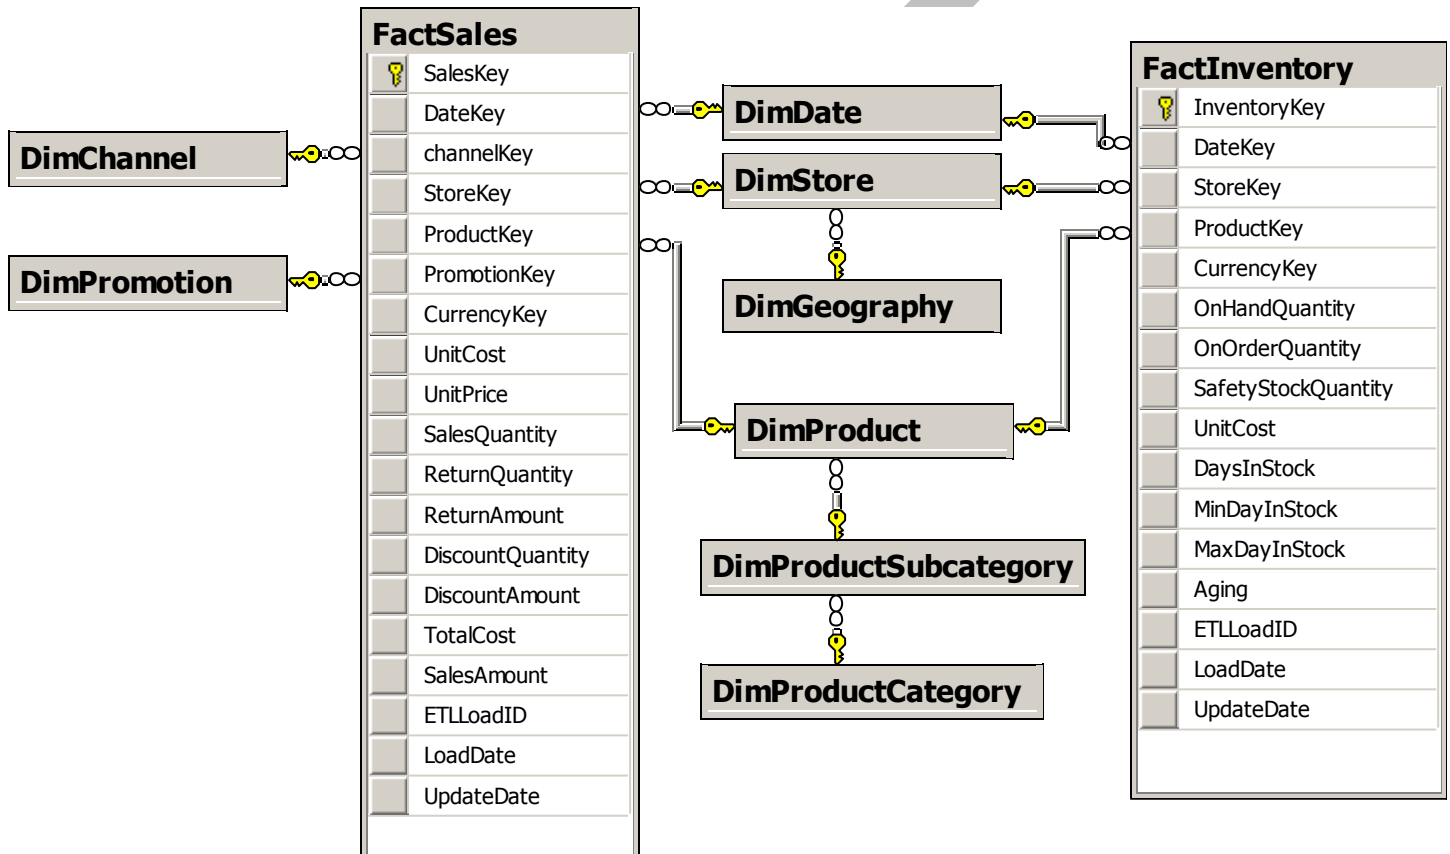 FactSales
SalesKey
DateKey
channelKey
StoreKey
ProductKey
PromotionKey
CurrencyKey
UnitCost
UnitPrice
SalesQuantity
ReturnQuantity
ReturnAmount
DiscountQuantity
DiscountAmount
TotalCost
SalesAmount
ETLLoadID
LoadDate
UpdateDate
DimChannel
DimPromotion
DimDate
DimStore
DimGeography
DimProduct
DimProductSubcategory
DimProductCategory
FactInventory
InventoryKey
DateKey
StoreKey
ProductKey
CurrencyKey
OnHandQuantity
OnOrderQuantity
SafetyStockQuantity
UnitCost
DaysInStock
MinDayInStock
MaxDayInStock
Aging
ETLLoadID
LoadDate
UpdateDate